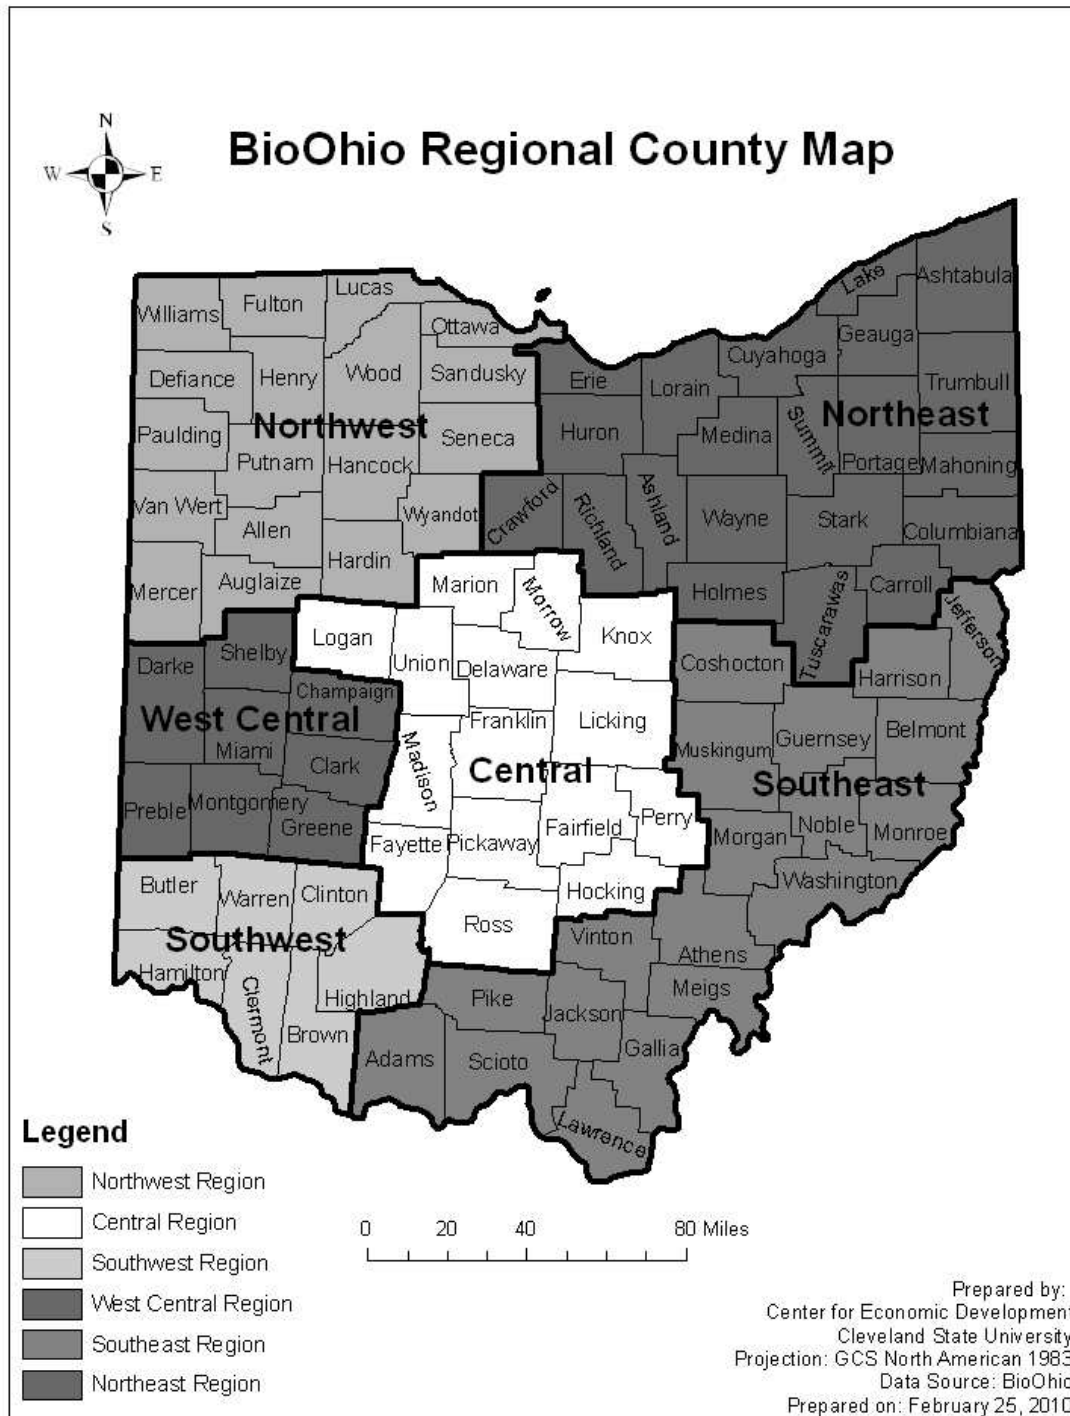 N
BioOhio Regional County Map
W E
S
Lake
Ashtabula
Lucas
Fulton
Williams
Ottawa
Geauga
Cuyahoga
Defiance
Henry
Wood
Sandusky
Erie
Lorain
Trumbull
Northwest
Northeast
Paulding
Seneca
Huron
Medina
Summit
Putnam
Hancock
Portage
Mahoning
Van Wert
Wyandot
Crawford
Richland
Ashland
Wayne
Stark
Allen
Columbiana
Hardin
Mercer
Auglaize
Marion
Morrow
Holmes
Tuscarawas
Carroll
Jefferson
Logan
Knox
Darke
Shelby
Union
Delaware
Coshocton
Harrison
Champaign
West Central
Franklin
Licking
Muskingum
Guernsey
Belmont
Miami
Clark
Madison
Central
Southeast
Preble
Montgomery
Greene
Fayette
Pickaway
Fairfield
Perry
Morgan
Noble
Monroe
Butler
Warren
Clinton
Hocking
Washington
Ross
Southwest
Vinton
Athens
Hamilton
Clermont
Highland
Pike
Jackson
Meigs
Brown
Adams
Scioto
Gallia
Lawrence
Legend
Northwest Region
Central Region
Southwest Region
West Central Region
Southeast Region
Northeast Region
0 20 40 80 Miles
Prepared by:
Center for Economic Development
Cleveland State University
Projection: GCS North American 1983
Data Source: BioOhio
Prepared on: February 25, 2010